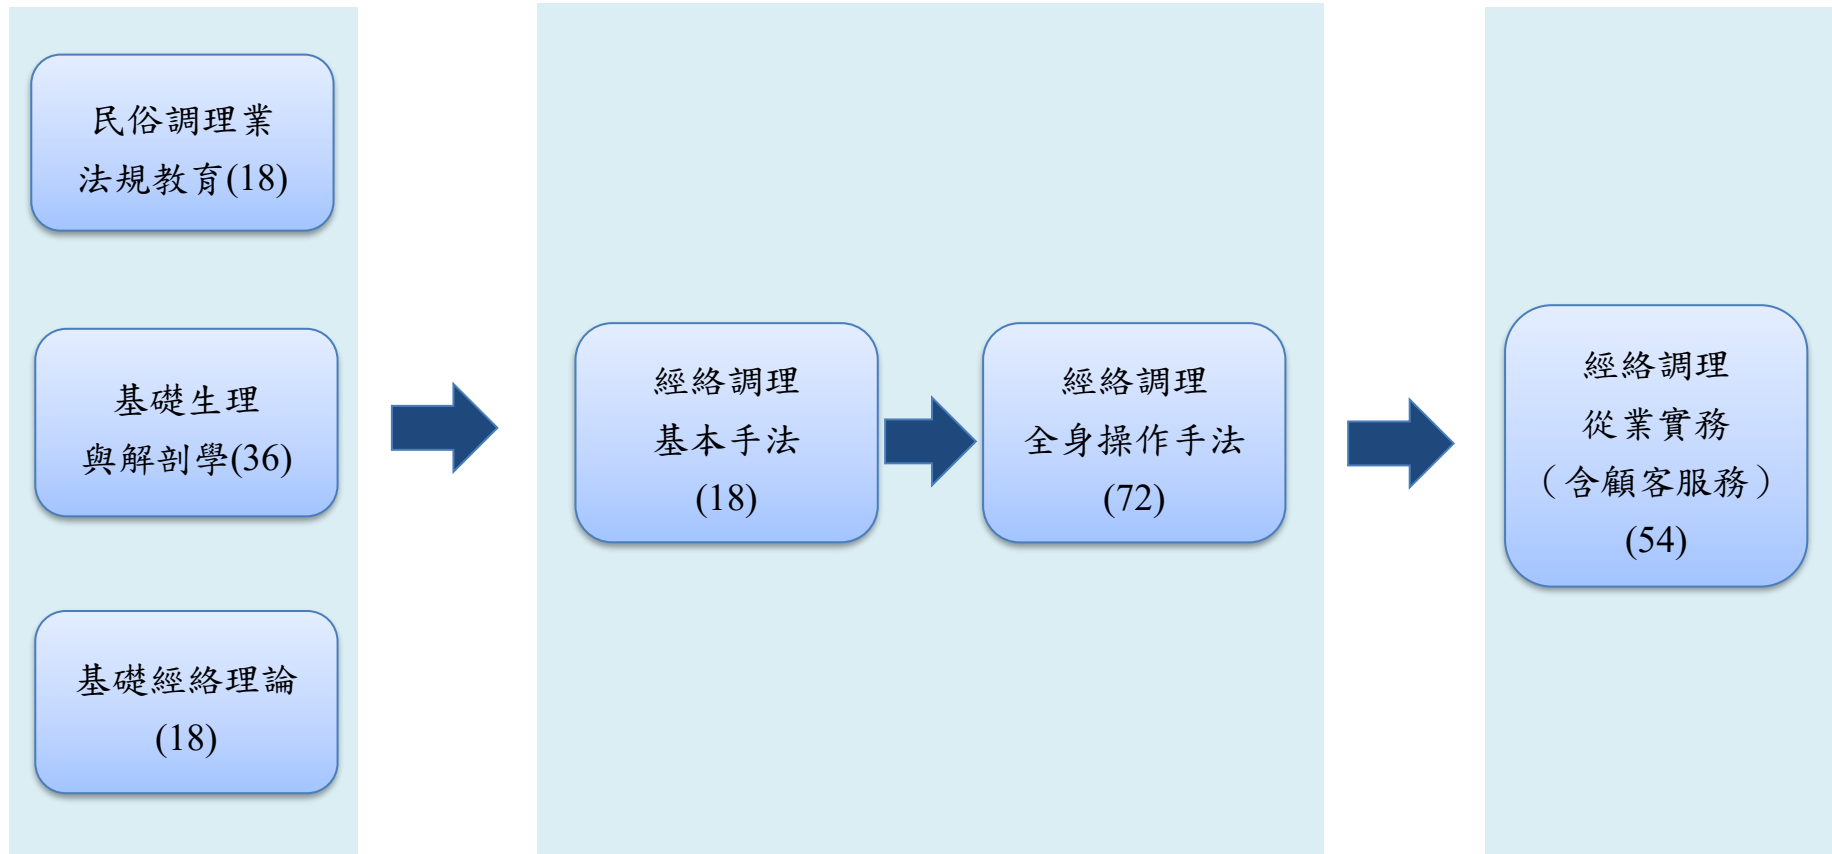 民俗調理業
法規教育(18)
基礎生理
與解剖學(36)
基礎經絡理論
(18)
經絡調理
基本手法
(18)
經絡調理
全身操作手法
(72)
經絡調理
從業實務
（含顧客服務）
(54)